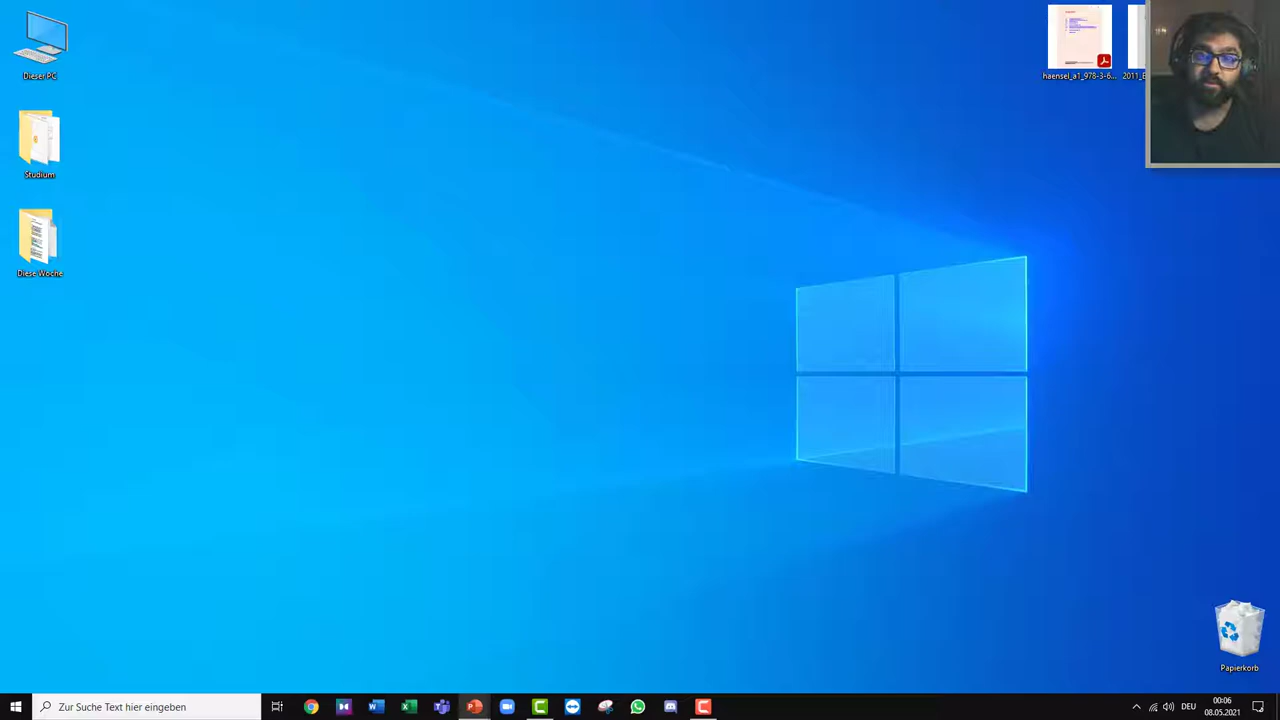 Dieser PC
Studium
Diese Woche
haensel_a1_978-3-6...
Papierkorb
Zur Suche Text hier eingeben
DEU
00:06
08.05.2021